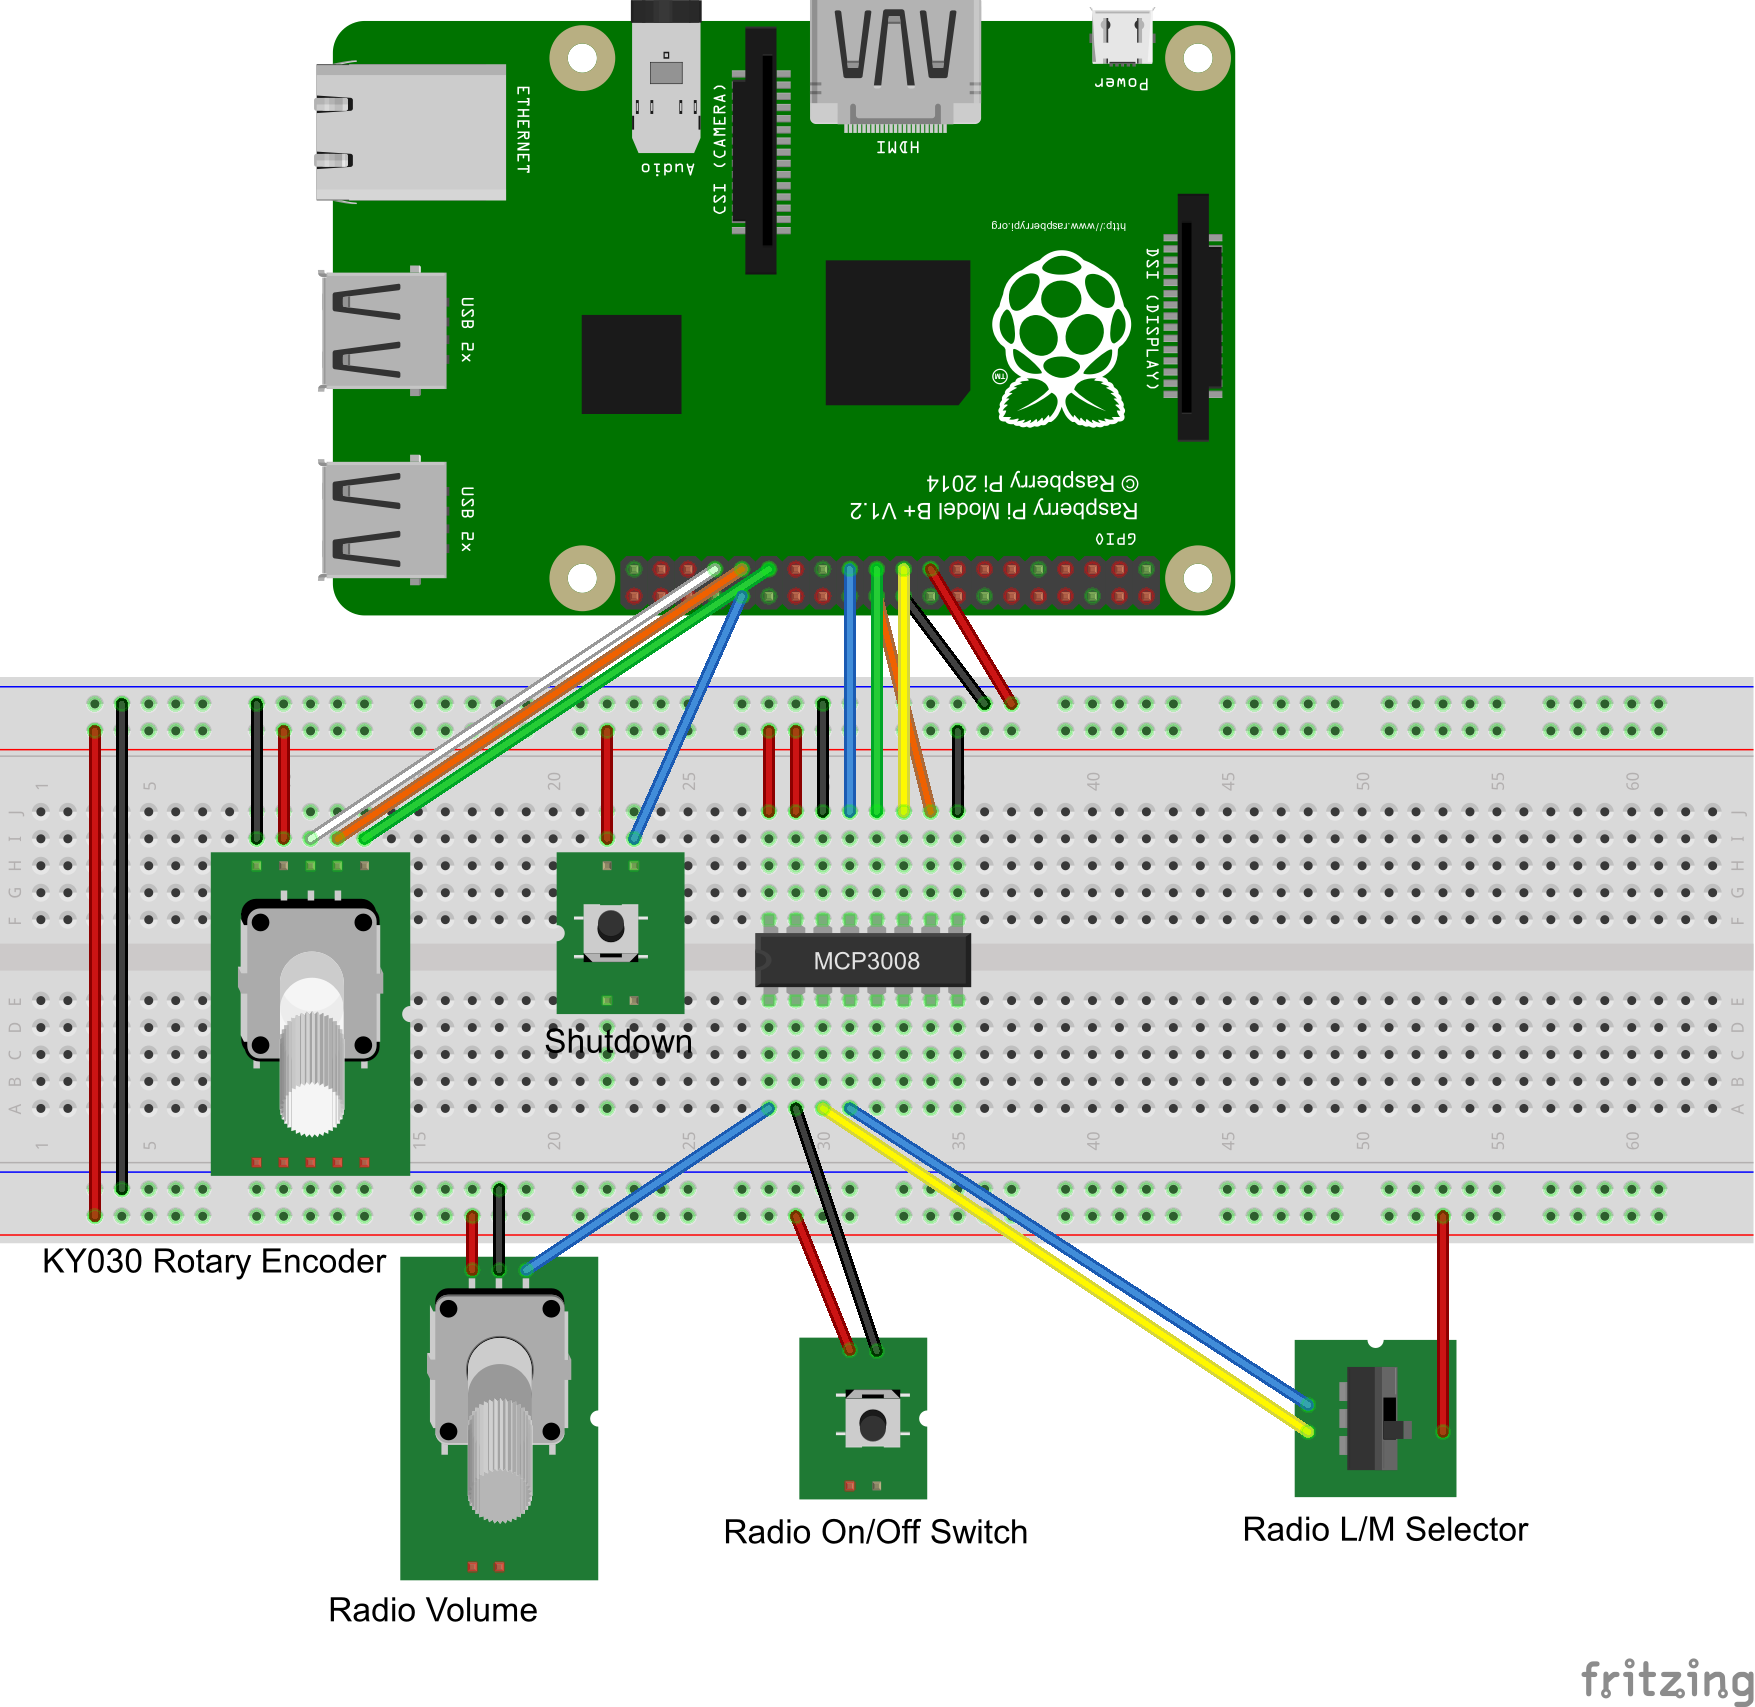 ETHERNET
Audio
CSI (CAMERA)
HDMI
Power
http://www.raspberrypi.org
DSI (DISPLAY)
TM
USB 2x
USB 2x
© Raspberry Pi 2014
Raspberry Pi Model B+ V1.2
GPIO
1 5 20 25 40 45 50 55 60
J J
I I
H H
G G
F F
MCP3008
E E
D D
C C
B B
A A
Shutdown
1 5 15 20 25 30 35 40 45 50 55 60
KY030 Rotary Encoder
Radio On/Off Switch
Radio L/M Selector
Radio Volume
fritzing